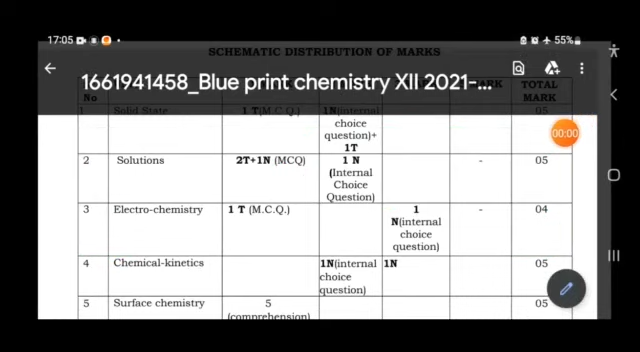 17:05
55%
SCHEMATIC DISTRIBUTION OF MARKS
1661941458_Blue print chemistry XII 2021-...
MARK TOTAL
No MARK
1 Solid State 1 T(M.C.Q.) 1N(internal 05
choice
question)+
1T
00:00
2 Solutions 2T+1N (MCQ) 1 N - 05
(Internal
Choice
Question)
3 Electro-chemistry 1 T (M.C.Q.) 1 - 04
N(internal
choice
question)
4 Chemical-kinetics 1N(internal 1N 05
choice
question)
5 Surface chemistry 5 05
(comprehension)